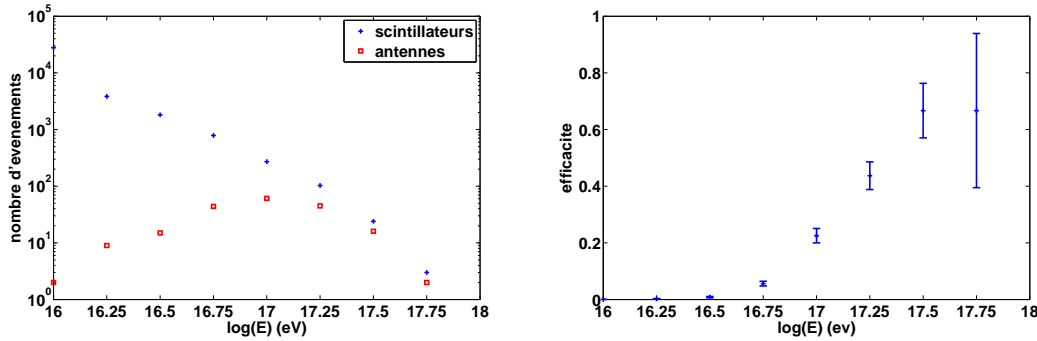 10^5
10^4
10^3
10^2
10^1
10^0
nombre d'evenements
scintillateurs
antennes
16 16.25 16.5 16.75 17 17.25 17.5 17.75 18
log(E) (eV)
1
0.8
0.6
0.4
0.2
0
efficacite
16 16.25 16.5 16.75 17 17.25 17.5 17.75 18
log(E) (ev)